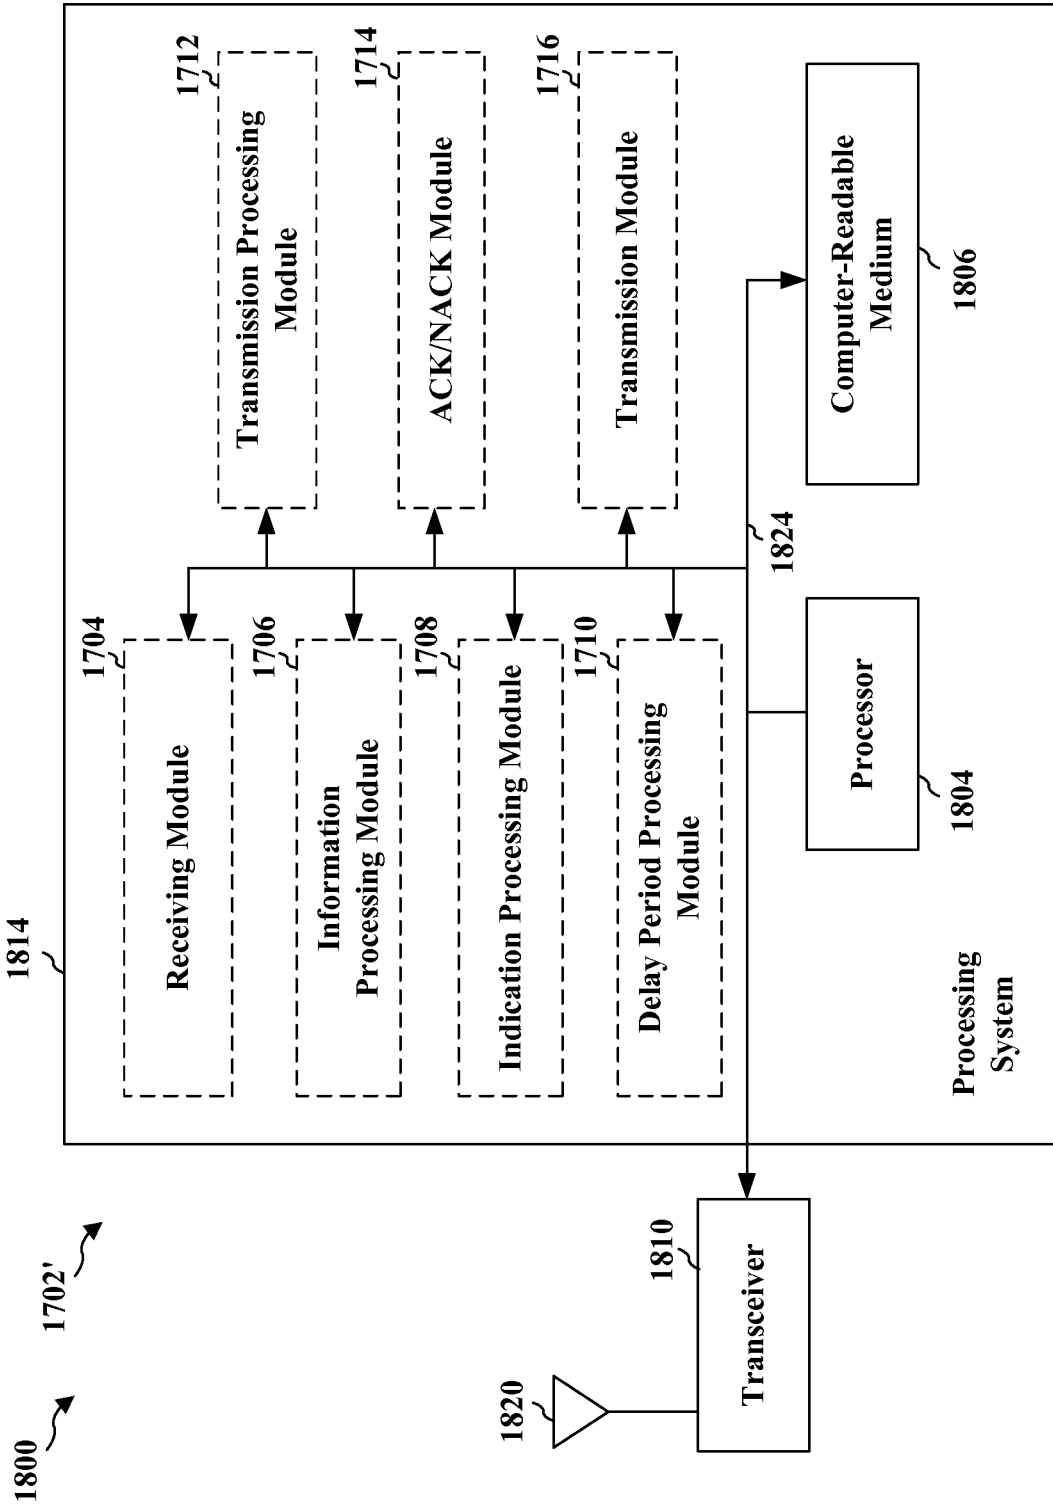 1800
1702'
1814
1820
1810
Transceiver
1704
Receiving Module
1706
Information
Processing Module
1708
Indication Processing Module
1710
Delay Period Processing
Module
1712
Transmission Processing
Module
1714
ACK/NACK Module
1716
Transmission Module
1824
Processor
1804
Computer-Readable
Medium
1806
Processing
System